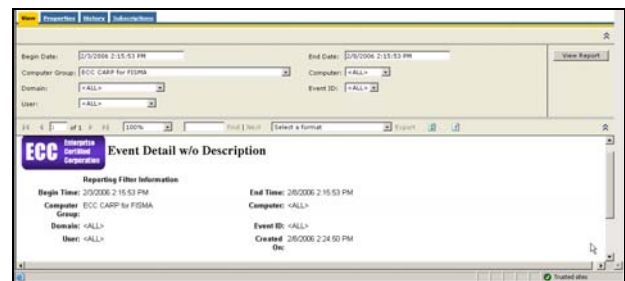 View Properties History Subscriptions
Begin Date: 2/3/2006 2:15:53 PM End Date: 2/8/2006 2:15:53 PM View Report
Computer Group: ECC CARP for FISMA Computer: <ALL>
Domain: <ALL> Event ID: <ALL>
User: <ALL>
1 of 1 100% Find | Next Select a format Export
ECC Enterprise Certified Corporation Event Detail w/o Description
Reporting Filter Information
Begin Time: 2/3/2006 2:15:53 PM End Time: 2/8/2006 2:15:53 PM
Computer Group: ECC CARP for FISMA Computer: <ALL>
Domain: <ALL> Event ID: <ALL>
User: <ALL> Created On: 2/8/2006 2:24:50 PM
Trusted sites